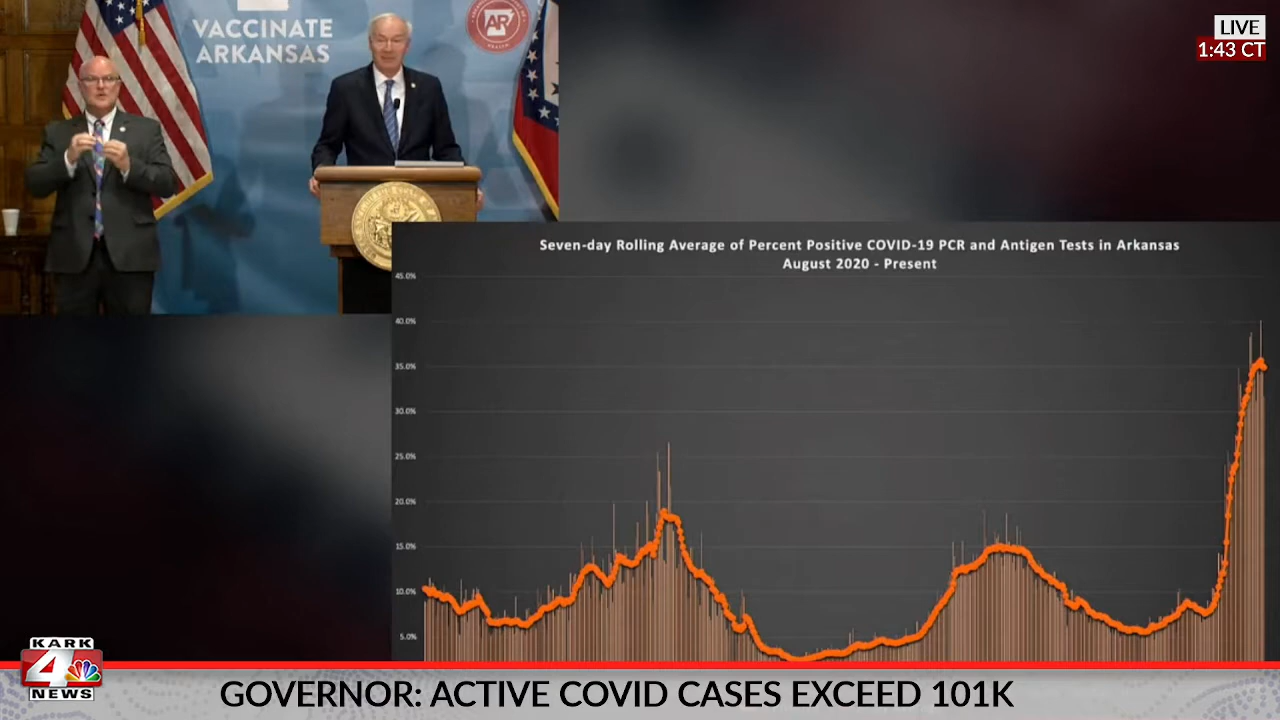 VACCINATE
ARKANSAS
AR
HEALTH
LIVE
1:43 CT
Seven-day Rolling Average of Percent Positive COVID-19 PCR and Antigen Tests in Arkansas
August 2020 - Present
45.0%
40.0%
35.0%
30.0%
25.0%
20.0%
15.0%
10.0%
5.0%
KARK
4
NEWS
GOVERNOR: ACTIVE COVID CASES EXCEED 101K